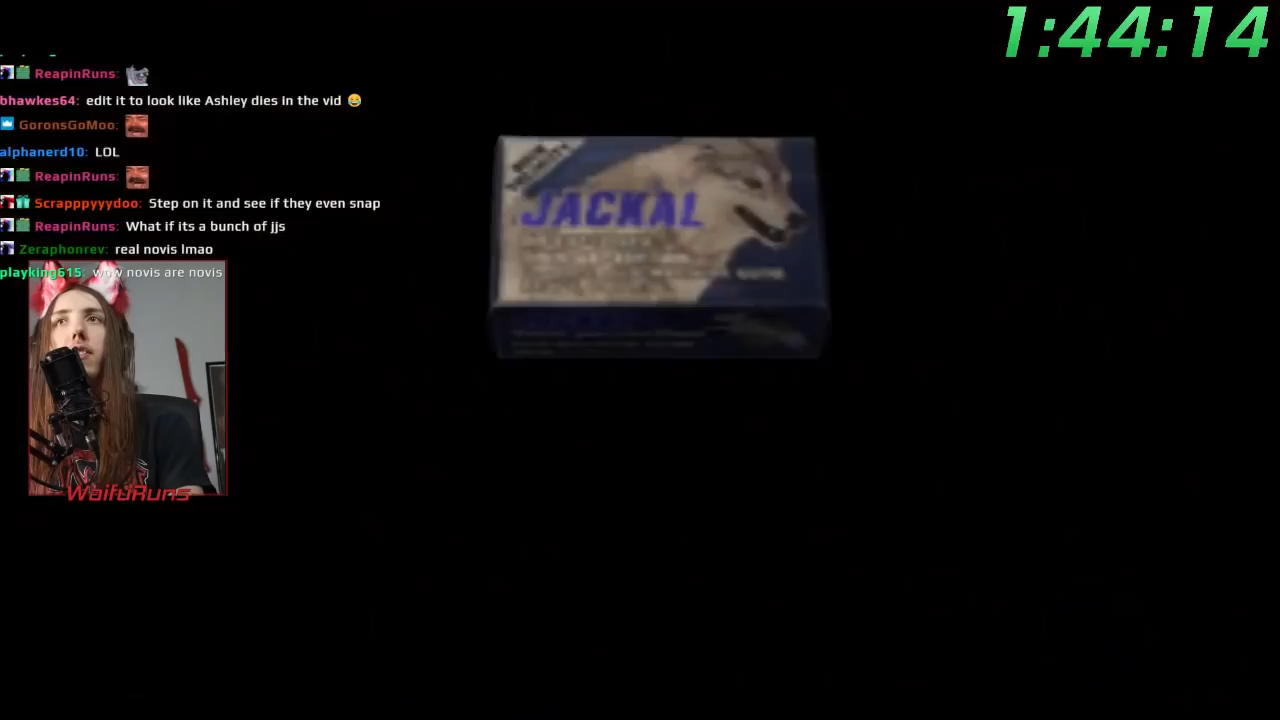 1:44:14
ReapinRuns:
bhawkes64: edit it to look like Ashley dies in the vid 😂
GoronsGoMoo:
alphanerd10: LOL
ReapinRuns:
Scrapppyyydoo: Step on it and see if they even snap
ReapinRuns: What if its a bunch of jjs
Zeraphonrev: real novis lmao
playking615: wow novis are novis
JACKAL
WaifuRuns